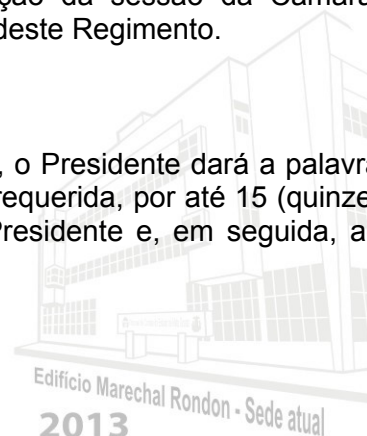 ção da sessão da Câmara
deste Regimento.
, o Presidente dará a palavra
requerida, por até 15 (quinze
Presidente e, em seguida, a
Edifício Marechal Rondon - Sede atual
2013